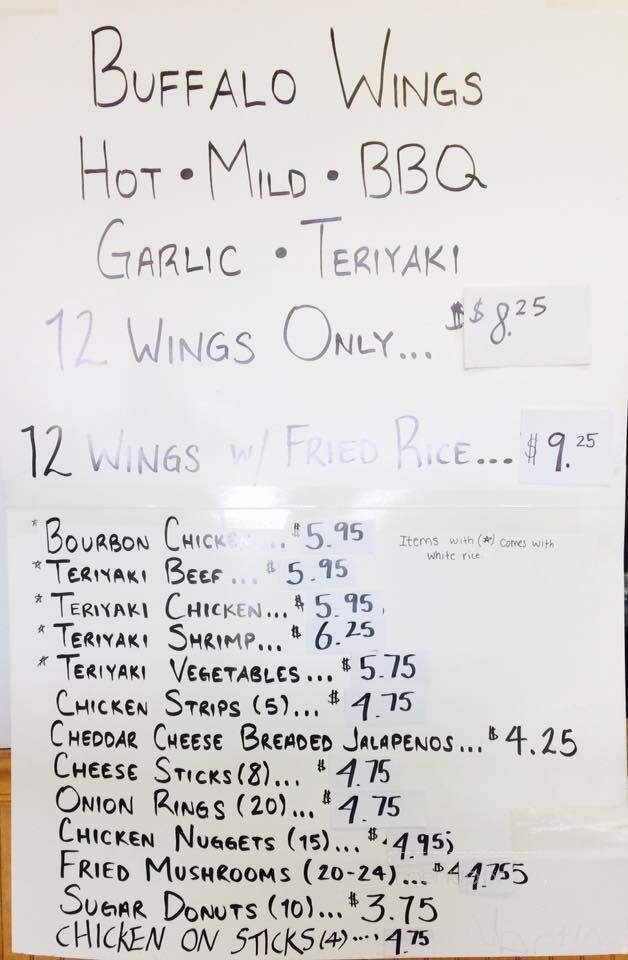 BUFFALO WINGS
HOT • MILD • BBQ
GARLIC • TERIYAKI
12 WINGS ONLY... $$8.25
12 WINGS w/ FRIED RICE... $9.25
*BOURBON CHICKE... $5.95
Items with (*) comes with
white rice
*TERIYAKI BEEF... $5.95
*TERIYAKI CHICKEN... $5.95
*TERIYAKI SHRIMP... $6.25
*TERIYAKI VEGETABLES... $5.75
CHICKEN STRIPS (5)... $4.75
CHEDDAR CHEESE BREADED JALAPENOS... $4.25
CHEESE STICKS (8)... $4.75
ONION RINGS (20)... $4.75
CHICKEN NUGGETS (15)... $4.95
FRIED MUSHROOMS (20-24)... $4.75
SUGAR DONUTS (10)... $3.75
CHICKEN ON STICKS (4).... 4.75